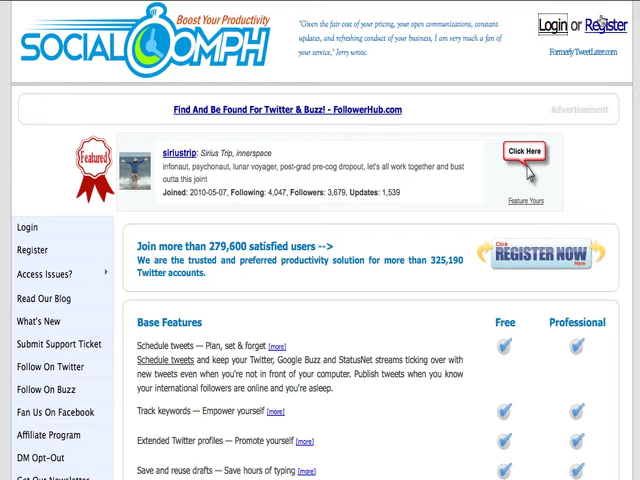 Boost Your Productivity
SOCIAL OOMPH
"Given the fair cost of your pricing, your open communications, constant
updates, and refreshing conduct of your business, I am very much a fan
of your service," Jerry wrote.
Login or Register
Formerly TweetLater.com
Find And Be Found For Twitter & Buzz! - FollowerHub.com
Advertisement
Featured
siriustrip: Sirius Trip, innerspace
infonaut, psychonaut, lunar voyager, post-grad pre-cog dropout, let's all work together and bust
outta this joint
Joined: 2010-05-07, Following: 4,047, Followers: 3,679, Updates: 1,539
Click Here
Feature Yours
Login
Register
Access Issues?
Read Our Blog
What's New
Submit Support Ticket
Follow On Twitter
Follow On Buzz
Fan Us On Facebook
Affiliate Program
DM Opt-Out
Get Our Newsletter
Join more than 279,600 satisfied users -->
We are the trusted and preferred productivity solution for more than 325,190
Twitter accounts.
Click
REGISTER NOW
Here
Base Features
Free
Professional
Schedule tweets — Plan, set & forget [more]
Schedule tweets and keep your Twitter, Google Buzz and StatusNet streams ticking over with
new tweets even when you're not in front of your computer. Publish tweets when you know
your international followers are online and you're asleep.
Track keywords — Empower yourself [more]
Extended Twitter profiles — Promote yourself [more]
Save and reuse drafts — Save hours of typing [more]